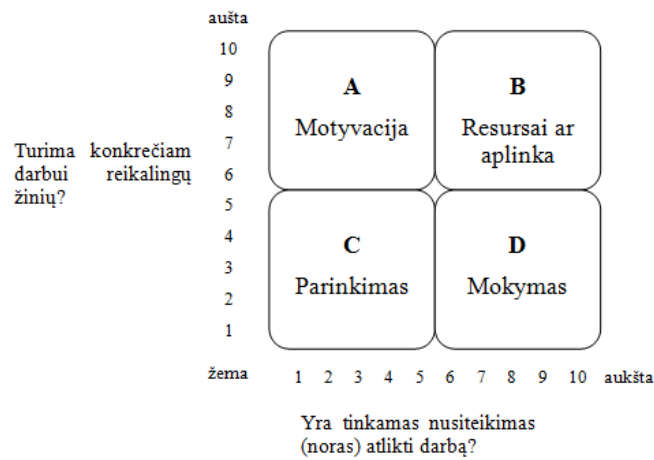 aušta
10
9
8
7
6
5
4
3
2
1
žema
Turima konkrečiam
darbui reikalingų
žinių?
A
Motyvacija
B
Resursai ar
aplinka
C
Parinkimas
D
Mokymas
1 2 3 4 5 6 7 8 9 10 aukšta
Yra tinkamas nusiteikimas
(noras) atlikti darbą?